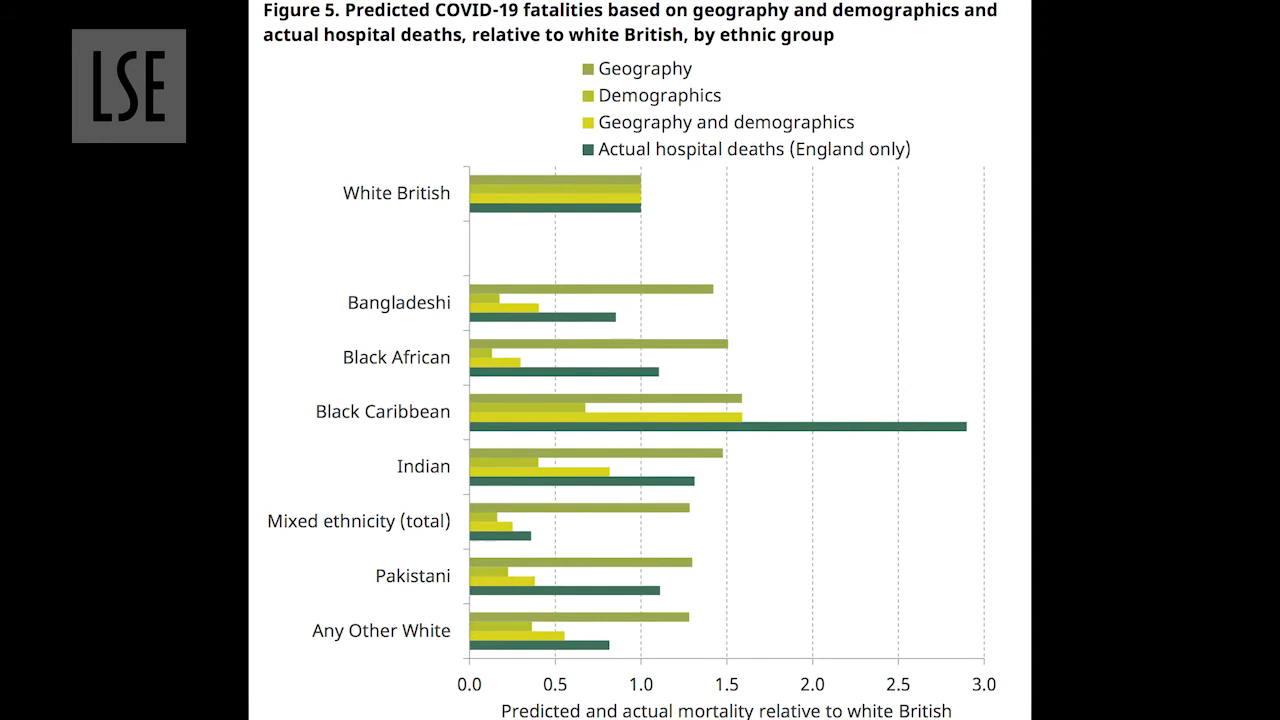 Figure 5. Predicted COVID-19 fatalities based on geography and demographics and
actual hospital deaths, relative to white British, by ethnic group
LSE
Geography
Demographics
Geography and demographics
Actual hospital deaths (England only)
White British
Bangladeshi
Black African
Black Caribbean
Indian
Mixed ethnicity (total)
Pakistani
Any Other White
0.0 0.5 1.0 1.5 2.0 2.5 3.0
Predicted and actual mortality relative to white British